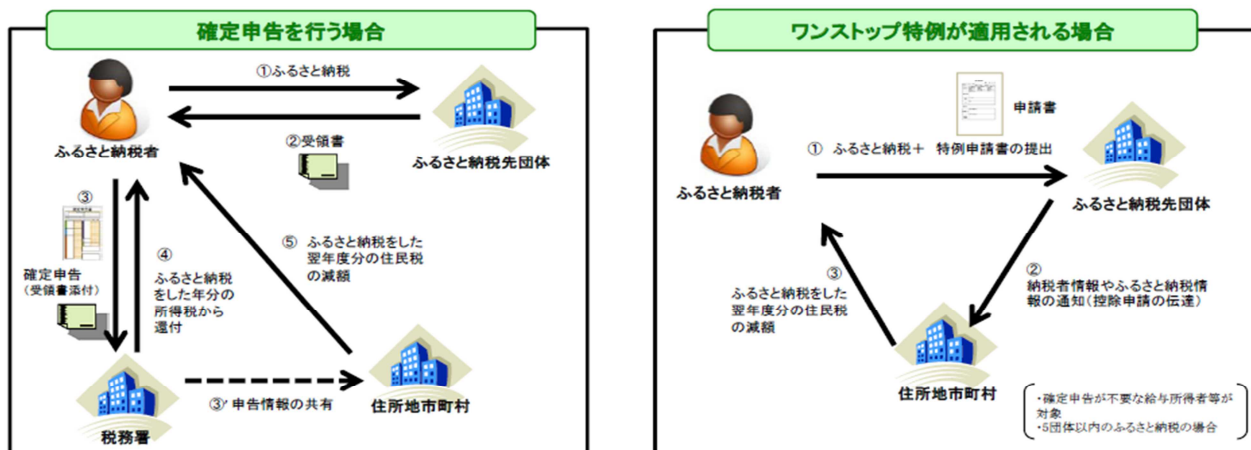 確定申告を行う場合
①ふるさと納税
②受領書
ふるさと納税者
ふるさと納税先団体
③
確定申告
（受領書添付）
④
ふるさと納税
をした年分の
所得税から
還付
⑤ ふるさと納税をした
翌年度分の住民税
の減額
③’申告情報の共有
税務署
住所地市町村
ワンストップ特例が適用される場合
申請書
① ふるさと納税＋ 特例申請書の提出
ふるさと納税者
ふるさと納税先団体
②
納税者情報やふるさと納税情
報の通知（控除申請の伝達）
③
ふるさと納税をした
翌年度分の住民税
の減額
住所地市町村
・確定申告が不要な給与所得者等が
対象
・5団体以内のふるさと納税の場合